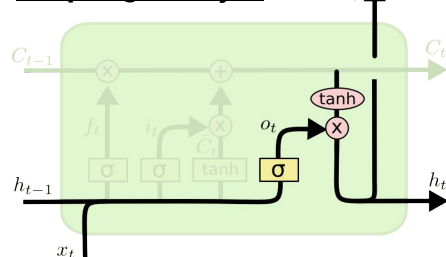 C_{t-1} C_t
x +
tanh
f_t i_t x o_t x
C̃_t
σ σ tanh σ
h_{t-1} h_t
x_t